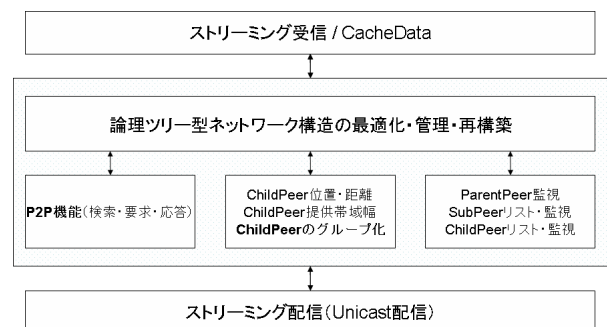 ストリーミング受信 / CacheData
論理ツリー型ネットワーク構造の最適化・管理・再構築
P2P機能(検索・要求・応答)
ChildPeer位置・距離
ChildPeer提供帯域幅
ChildPeerのグループ化
ParentPeer監視
SubPeerリスト・監視
ChildPeerリスト・監視
ストリーミング配信(Unicast配信)